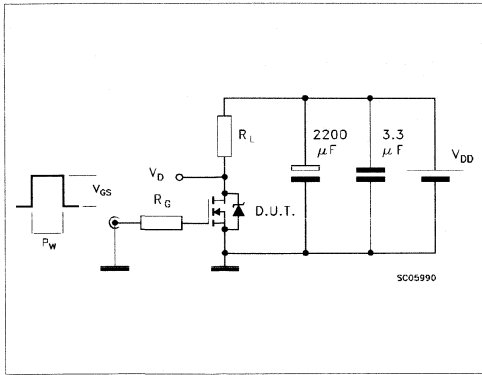 R_L
2200
μF
3.3
μF
V_DD
V_D
V_GS
R_G
D.U.T.
P_W
SC05990